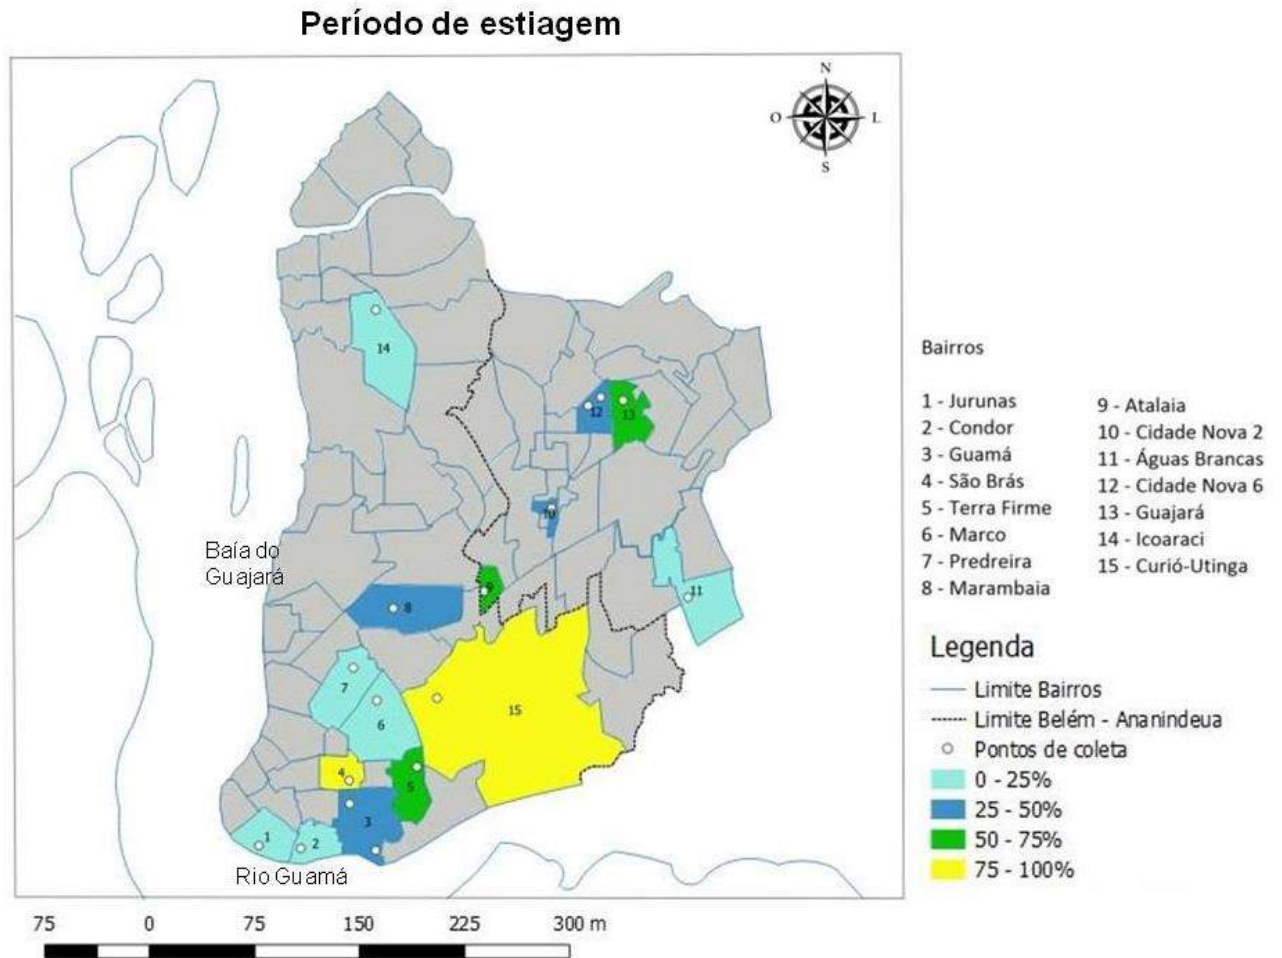 Período de estiagem
N
O
L
S
14
12
13
10
9
11
8
7
6
15
4
5
3
1
2
Baía do
Guajará
Rio Guamá
75 0 75 150 225 300 m
Bairros
1 - Jurunas
2 - Condor
3 - Guamá
4 - São Brás
5 - Terra Firme
6 - Marco
7 - Predreira
8 - Marambaia
9 - Atalaia
10 - Cidade Nova 2
11 - Águas Brancas
12 - Cidade Nova 6
13 - Guajará
14 - Icoaraci
15 - Curió-Utinga
Legenda
Limite Bairros
Limite Belém - Ananindeua
Pontos de coleta
0 - 25%
25 - 50%
50 - 75%
75 - 100%